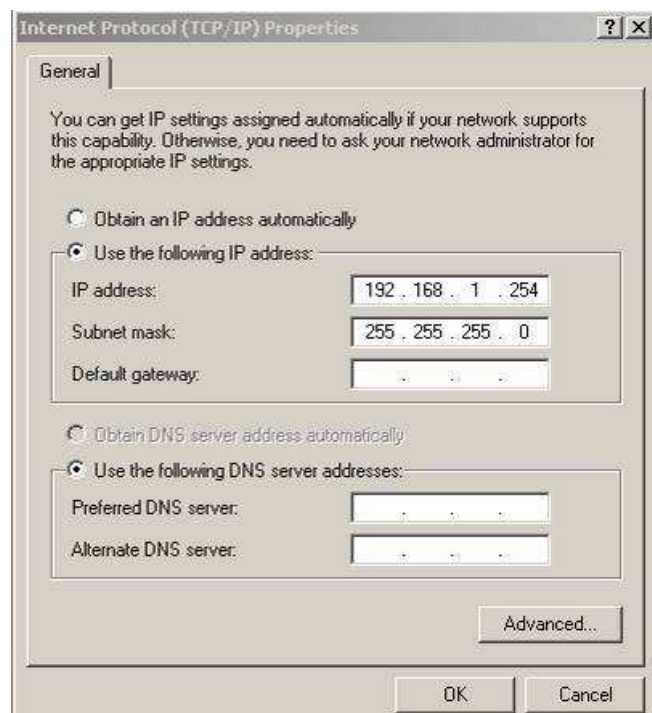 Internet Protocol (TCP/IP) Properties
General
You can get IP settings assigned automatically if your network supports
this capability. Otherwise, you need to ask your network administrator for
the appropriate IP settings.
Obtain an IP address automatically
Use the following IP address:
IP address: 192 . 168 . 1 . 254
Subnet mask: 255 . 255 . 255 . 0
Default gateway: . . .
Obtain DNS server address automatically
Use the following DNS server addresses:
Preferred DNS server: . . .
Alternate DNS server: . . .
Advanced...
OK Cancel